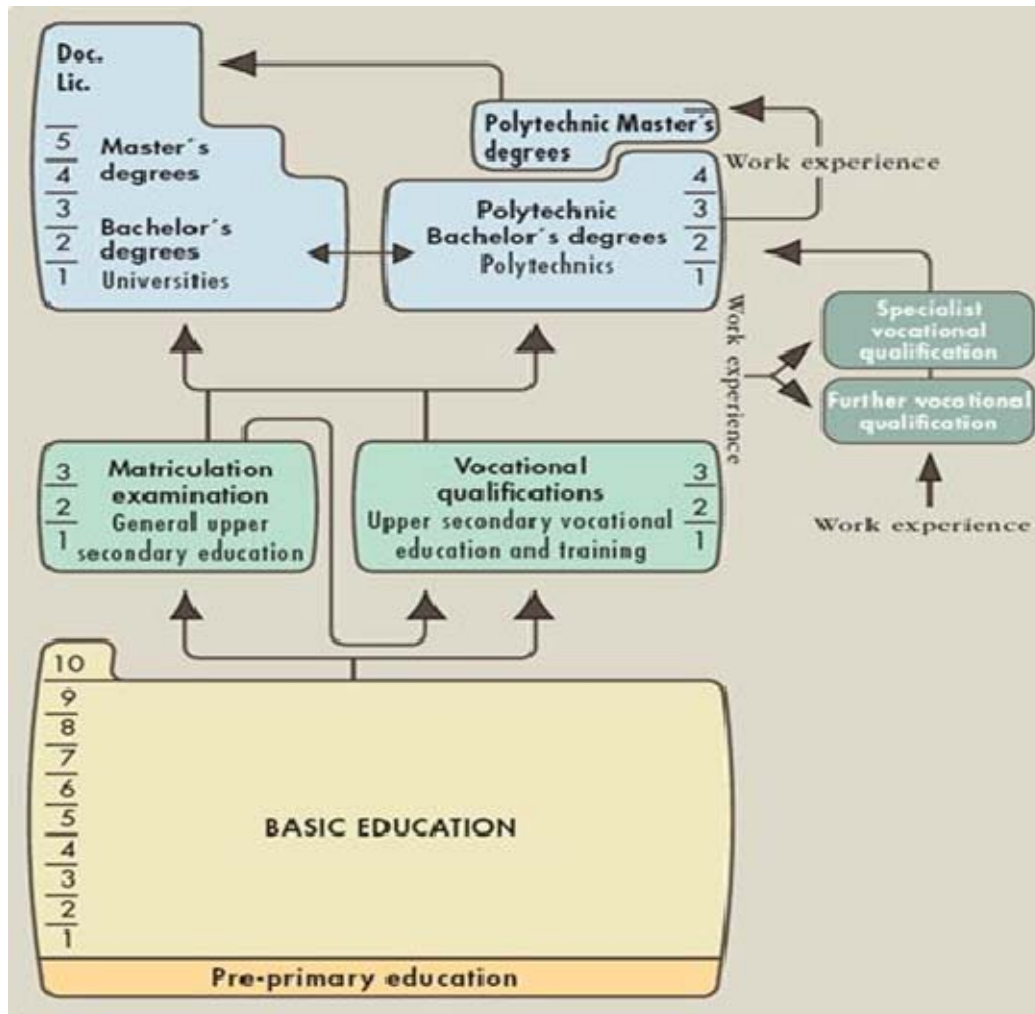 Doc.
Lic.
5
4
3
2
1
Master´s
degrees
Bachelor´s
degrees
Universities
Polytechnic Master´s
degrees
Work experience
Polytechnic
Bachelor´s degrees
Polytechnics
4
3
2
1
Work experience
Specialist
vocational
qualification
Further vocational
qualification
Work experience
3
2
1
Matriculation
examination
General upper
secondary education
Vocational
qualifications
Upper secondary vocational
education and training
3
2
1
10
9
8
7
6
5
4
3
2
1
BASIC EDUCATION
Pre-primary education